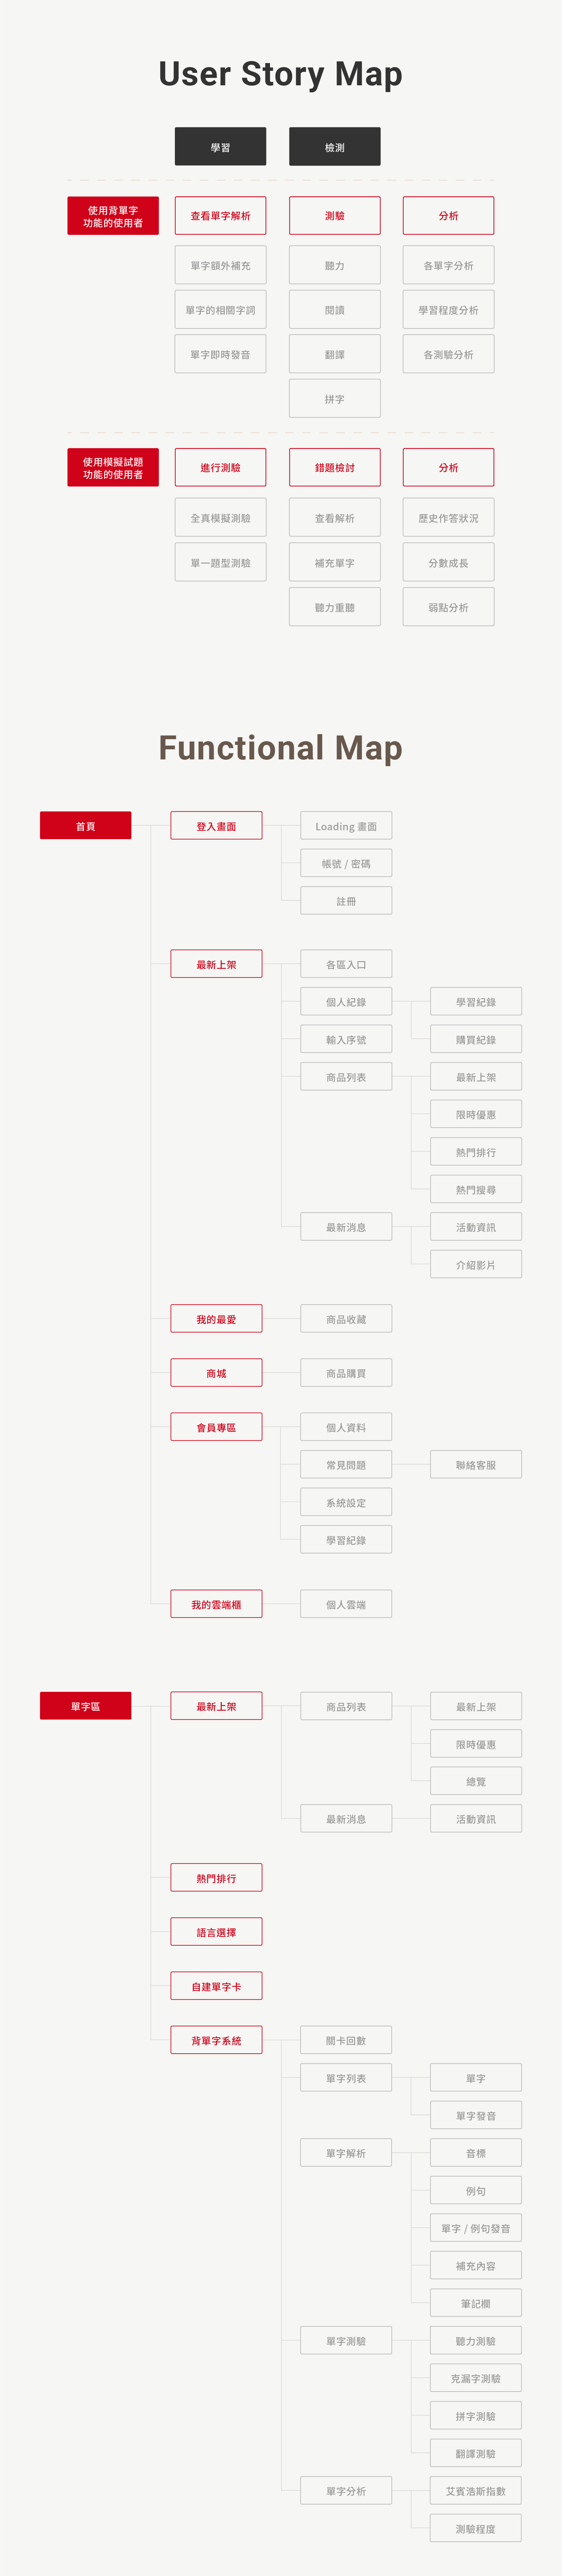 User Story Map
學習
檢測
使用背單字
功能的使用者
查看單字解析
測驗
分析
單字額外補充
聽力
各單字分析
單字的相關字詞
閱讀
學習程度分析
單字即時發音
翻譯
各測驗分析
拼字
使用模擬試題
功能的使用者
進行測驗
錯題檢討
分析
全真模擬測驗
查看解析
歷史作答狀況
單一題型測驗
補充單字
分數成長
聽力重聽
弱點分析
Functional Map
首頁
登入畫面
Loading 畫面
帳號 / 密碼
註冊
最新上架
各區入口
個人紀錄
學習紀錄
輸入序號
購買紀錄
商品列表
最新上架
限時優惠
熱門排行
熱門搜尋
最新消息
活動資訊
介紹影片
我的最愛
商品收藏
商城
商品購買
會員專區
個人資料
常見問題
聯絡客服
系統設定
學習紀錄
我的雲端櫃
個人雲端
單字區
最新上架
商品列表
最新上架
限時優惠
總覽
最新消息
活動資訊
熱門排行
語言選擇
自建單字卡
背單字系統
關卡回數
單字列表
單字
單字發音
單字解析
音標
例句
單字 / 例句發音
補充內容
筆記欄
單字測驗
聽力測驗
克漏字測驗
拼字測驗
翻譯測驗
單字分析
艾賓浩斯指數
測驗程度